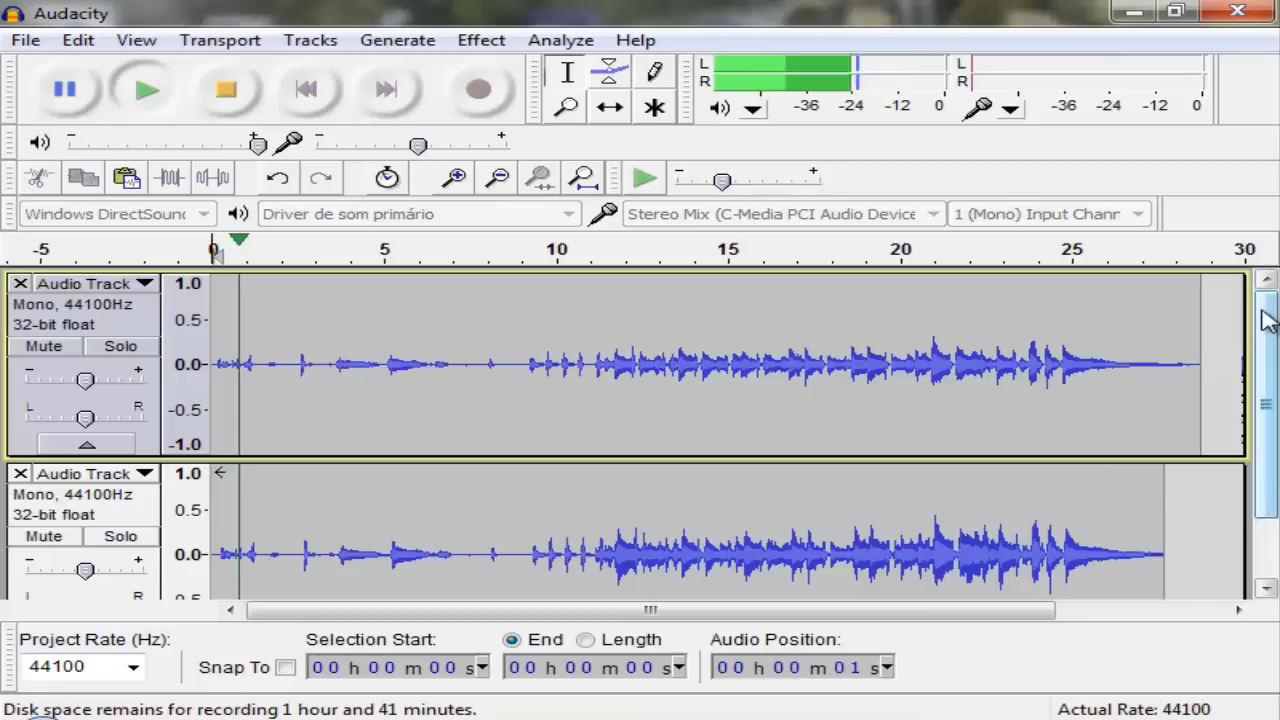 Audacity
File Edit View Transport Tracks Generate Effect Analyze Help
L
R
-36 -24 -12 0
L
R
-36 -24 -12 0
Windows DirectSound
Driver de som primário
Stereo Mix (C-Media PCI Audio Device
1 (Mono) Input Chann
-5 0 5 10 15 20 25 30
Audio Track
Mono, 44100Hz
32-bit float
Mute Solo
- +
L R
1.0
0.5
0.0
-0.5
-1.0
Audio Track
Mono, 44100Hz
32-bit float
Mute Solo
- +
L R
1.0
0.5
0.0
-0.5
Project Rate (Hz):
44100
Snap To
Selection Start:
00 h 00 m 00 s
End Length
00 h 00 m 00 s
Audio Position:
00 h 00 m 01 s
Disk space remains for recording 1 hour and 41 minutes.
Actual Rate: 44100